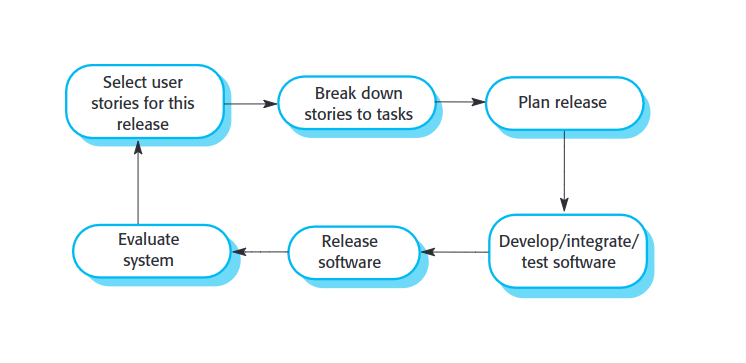 Select user
stories for this
release
Break down
stories to tasks
Plan release
Evaluate
system
Release
software
Develop/integrate/
test software